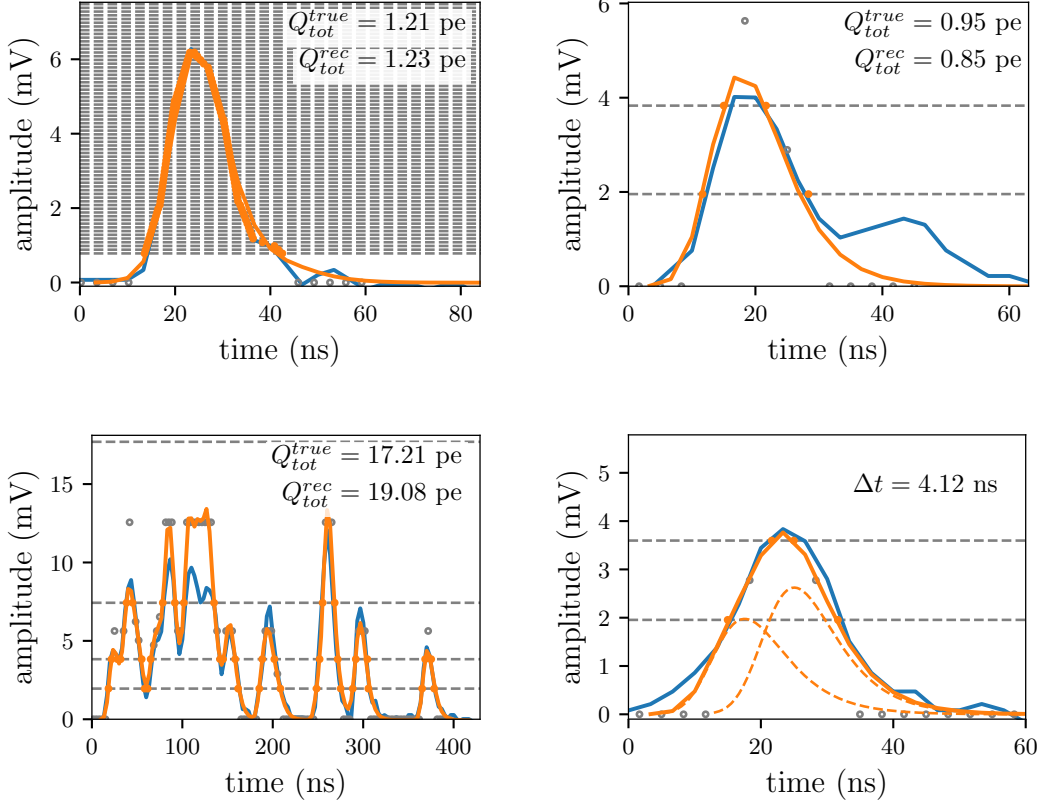 Q_{tot}^{true} = 1.21 pe
Q_{tot}^{rec} = 1.23 pe
amplitude (mV)
6
4
2
0
0 20 40 60 80
time (ns)
Q_{tot}^{true} = 0.95 pe
Q_{tot}^{rec} = 0.85 pe
amplitude (mV)
6
4
2
0
0 20 40 60
time (ns)
Q_{tot}^{true} = 17.21 pe
Q_{tot}^{rec} = 19.08 pe
amplitude (mV)
15
10
5
0
0 100 200 300 400
time (ns)
Δt = 4.12 ns
amplitude (mV)
5
4
3
2
1
0
0 20 40 60
time (ns)